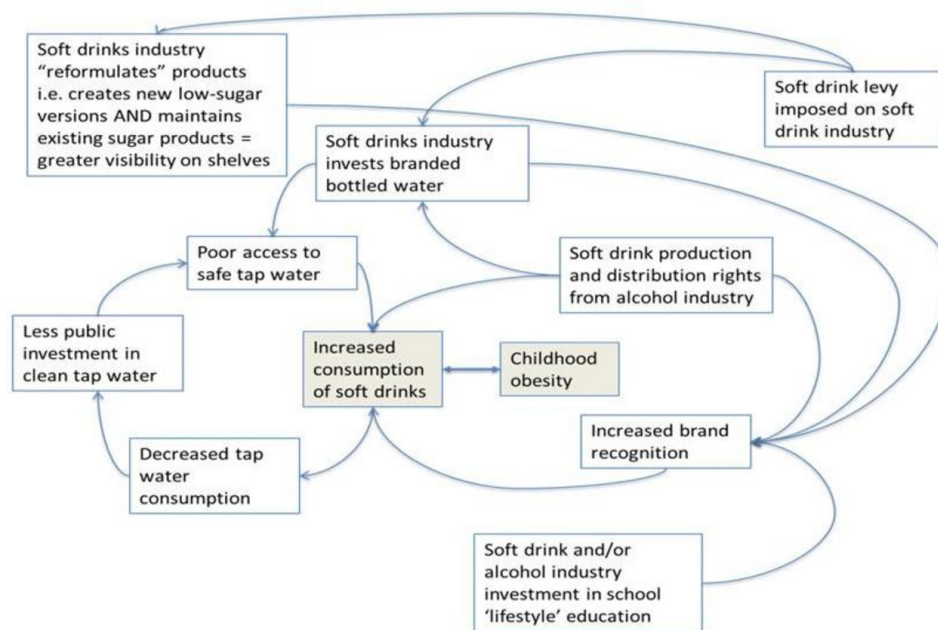 Soft drinks industry
“reformulates” products
i.e. creates new low-sugar
versions AND maintains
existing sugar products =
greater visibility on shelves
Soft drink levy
imposed on soft
drink industry
Soft drinks industry
invests branded
bottled water
Poor access to
safe tap water
Soft drink production
and distribution rights
from alcohol industry
Less public
investment in
clean tap water
Increased
consumption
of soft drinks
Childhood
obesity
Decreased tap
water
consumption
Increased brand
recognition
Soft drink and/or
alcohol industry
investment in school
‘lifestyle’ education